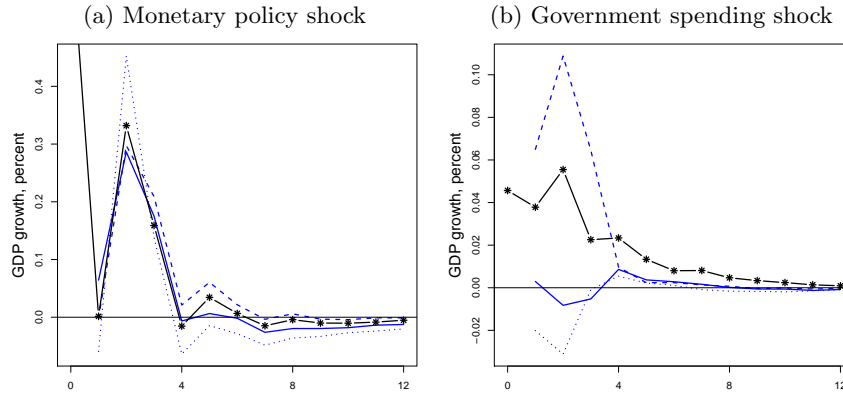 (a) Monetary policy shock
GDP growth, percent
0.4
0.3
0.2
0.1
0.0
0 4 8 12
(b) Government spending shock
GDP growth, percent
0.10
0.08
0.06
0.04
0.02
0.00
−0.02
0 4 8 12